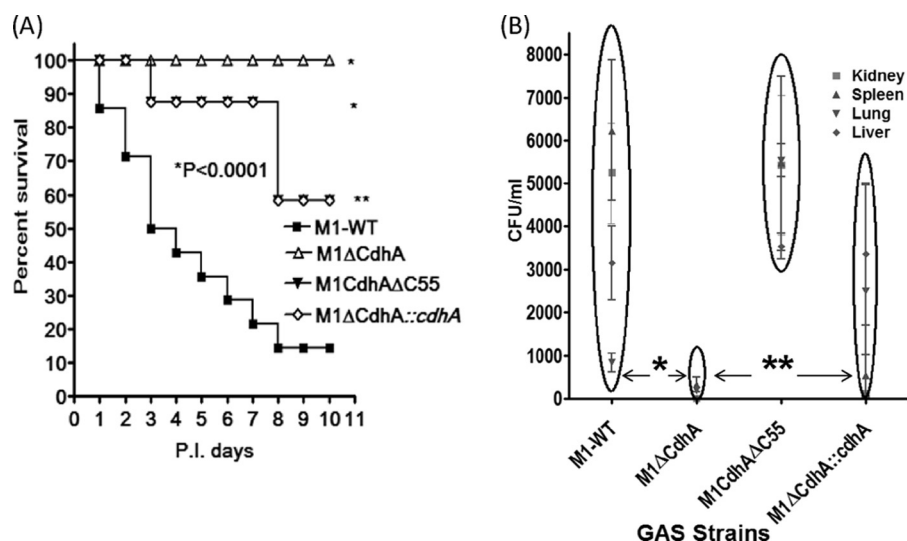 (A)
Percent survival
100
90
80
70
60
50
40
30
20
10
0
*
*
*P<0.0001
**
M1-WT
M1ΔCdhA
M1CdhAΔC55
M1ΔCdhA::cdhA
0 1 2 3 4 5 6 7 8 9 10 11
P.I. days
(B)
CFU/ml
8000
7000
6000
5000
4000
3000
2000
1000
0
Kidney
Spleen
Lung
Liver
*
**
M1-WT
M1ΔCdhA
M1CdhAΔC55
M1ΔCdhA::cdhA
GAS Strains